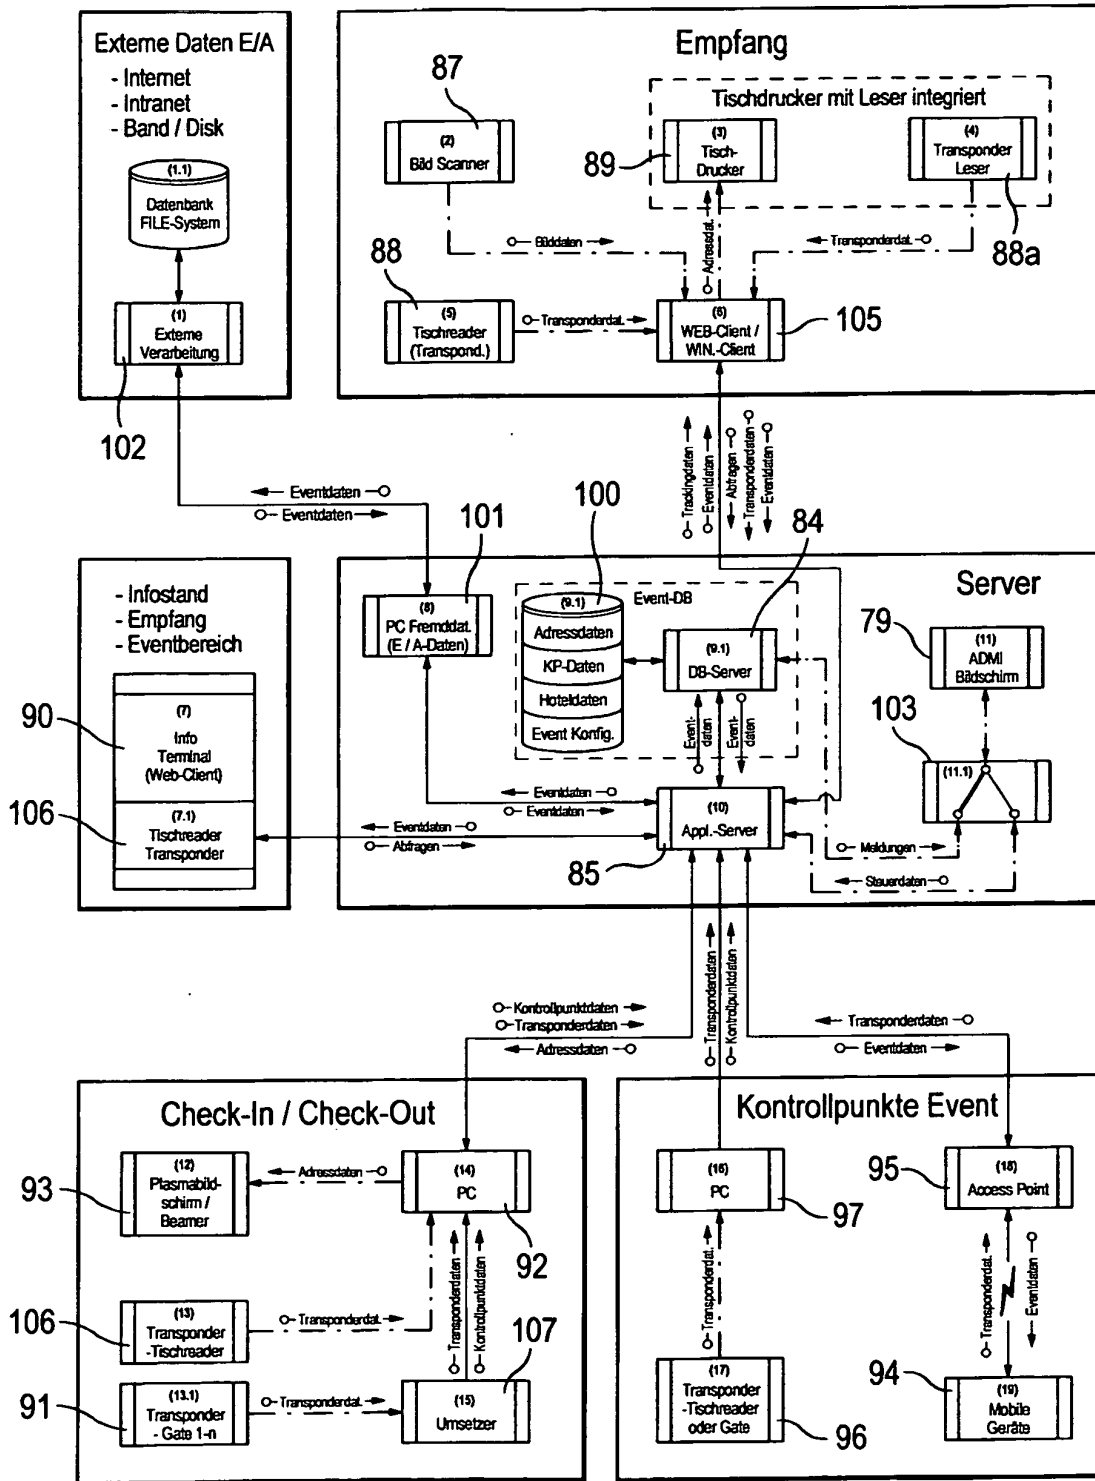 Externe Daten E/A
- Internet
- Intranet
- Band / Disk
(1.1)
Datenbank
FILE-System
(1)
Externe
Verarbeitung
102
Empfang
87
(2)
Bild Scanner
Tischdrucker mit Leser integriert
89
(3)
Tisch-
Drucker
(4)
Transponder
Leser
88a
Bilddaten
Adressdat.
Transponderdat.
88
(5)
Tischreader
(Transpond.)
Transponderdat.
(6)
WEB-Client /
WIN.-Client
105
Trackingdaten
Eventdaten
Abfragen
Transponderdaten
Eventdaten
Eventdaten
Eventdaten
- Infostand
- Empfang
- Eventbereich
90
(7)
Info
Terminal
(Web-Client)
106
(7.1)
Tischreader
Transponder
Server
101
(8)
PC Fremddat.
(E / A-Daten)
100
(9.1)
Adressdaten
KP-Daten
Hoteldaten
Event Konfig.
Event-DB
84
(9.1)
DB-Server
Event-
daten
Event-
daten
79
(11)
ADMI
Bildschirm
103
(11.1)
Eventdaten
Eventdaten
Eventdaten
Abfragen
(10)
Appl.-Server
85
Meldungen
Steuerdaten
Kontrollpunktdaten
Transponderdaten
Adressdaten
Transponderdaten
Kontrollpunktdaten
Transponderdaten
Eventdaten
Check-In / Check-Out
93
(12)
Plasmabild-
schirm /
Beamer
Adressdaten
(14)
PC
92
106
(13)
Transponder
-Tischreader
Transponderdat.
Transponderdaten
Kontrollpunktdaten
107
91
(13.1)
Transponder
- Gate 1-n
Transponderdat.
(15)
Umsetzer
Kontrollpunkte Event
(16)
PC
97
Transponderdat.
(17)
Transponder
-Tischreader
oder Gate
96
95
(18)
Access Point
Transponderdat.
Eventdaten
94
(19)
Mobile
Geräte